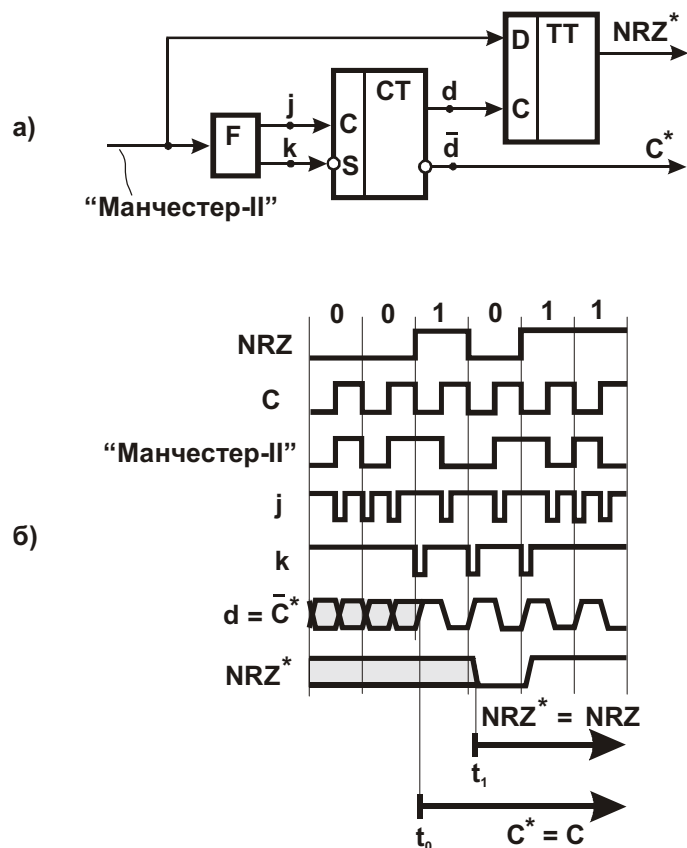 NRZ*
D TT
C
а)
j
k
F
C CT
S
d
d̄
C*
“Манчестер-II”
0 0 1 0 1 1
NRZ
C
“Манчестер-II”
j
б)
k
d = C̄*
NRZ*
NRZ* = NRZ
t₁
t₀
C* = C